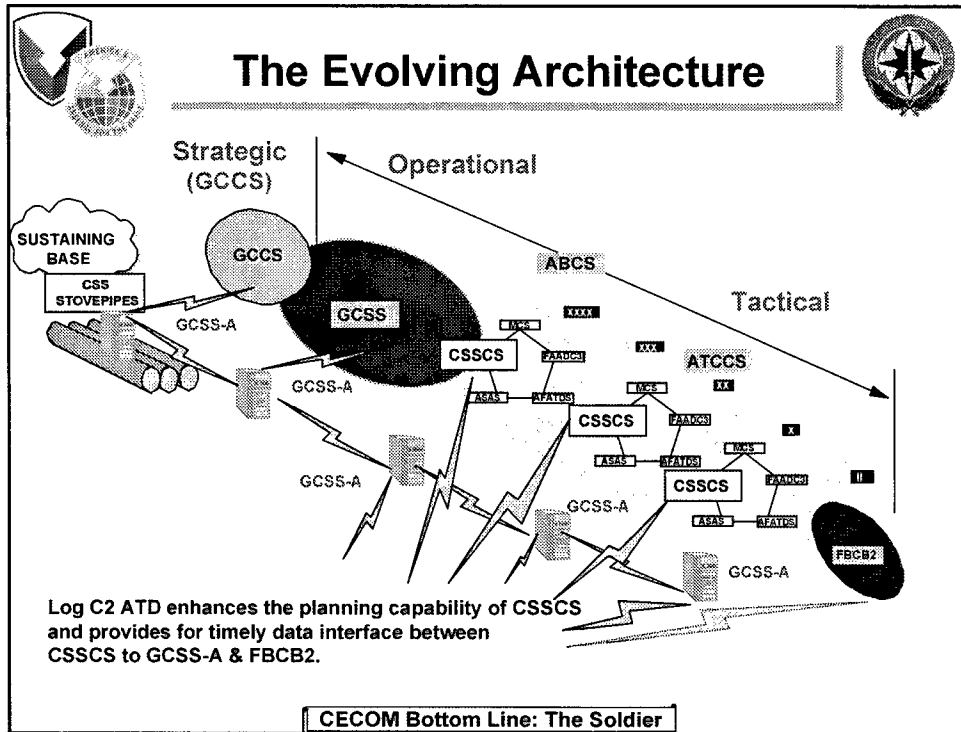 The Evolving Architecture
Strategic
(GCCS)
Operational
SUSTAINING
BASE
CSS
STOVEPIPES
GCCS
GCSS-A
GCSS
ABCS
Tactical
XXXX
MCS
CSSCS
FAADC3
ASAS
AFATDS
XXX
ATCCS
XX
GCSS-A
MCS
CSSCS
FAADC3
ASAS
AFATDS
X
GCSS-A
MCS
CSSCS
FAADC3
ASAS
AFATDS
II
GCSS-A
FBCB2
GCSS-A
Log C2 ATD enhances the planning capability of CSSCS
and provides for timely data interface between
CSSCS to GCSS-A & FBCB2.
CECOM Bottom Line: The Soldier